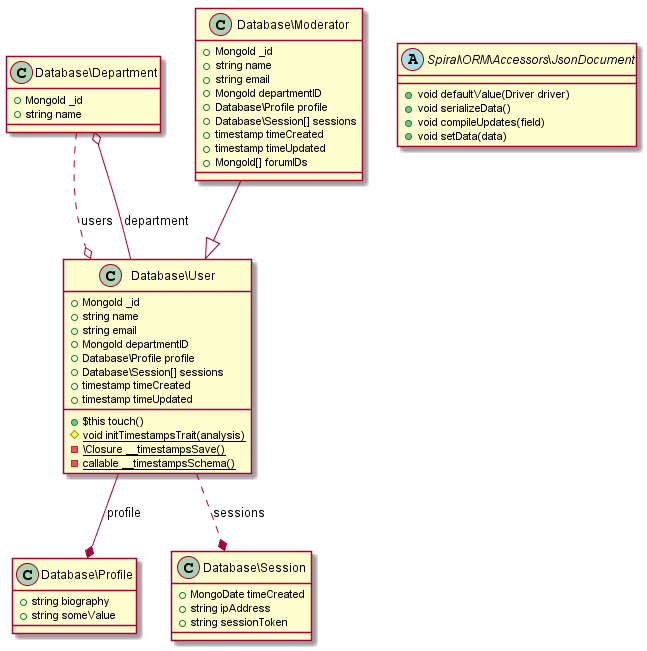 C Database\Moderator
MongoId _id
string name
string email
MongoId departmentID
Database\Profile profile
Database\Session[] sessions
timestamp timeCreated
timestamp timeUpdated
MongoId[] forumIDs
A Spiral\ORM\Accessors\JsonDocument
void defaultValue(Driver driver)
void serializeData()
void compileUpdates(field)
void setData(data)
C Database\Department
MongoId _id
string name
users
department
C Database\User
MongoId _id
string name
string email
MongoId departmentID
Database\Profile profile
Database\Session[] sessions
timestamp timeCreated
timestamp timeUpdated
$this touch()
void initTimestampsTrait(analysis)
\Closure __timestampsSave()
callable __timestampsSchema()
profile
sessions
C Database\Profile
string biography
string someValue
C Database\Session
MongoDate timeCreated
string ipAddress
string sessionToken